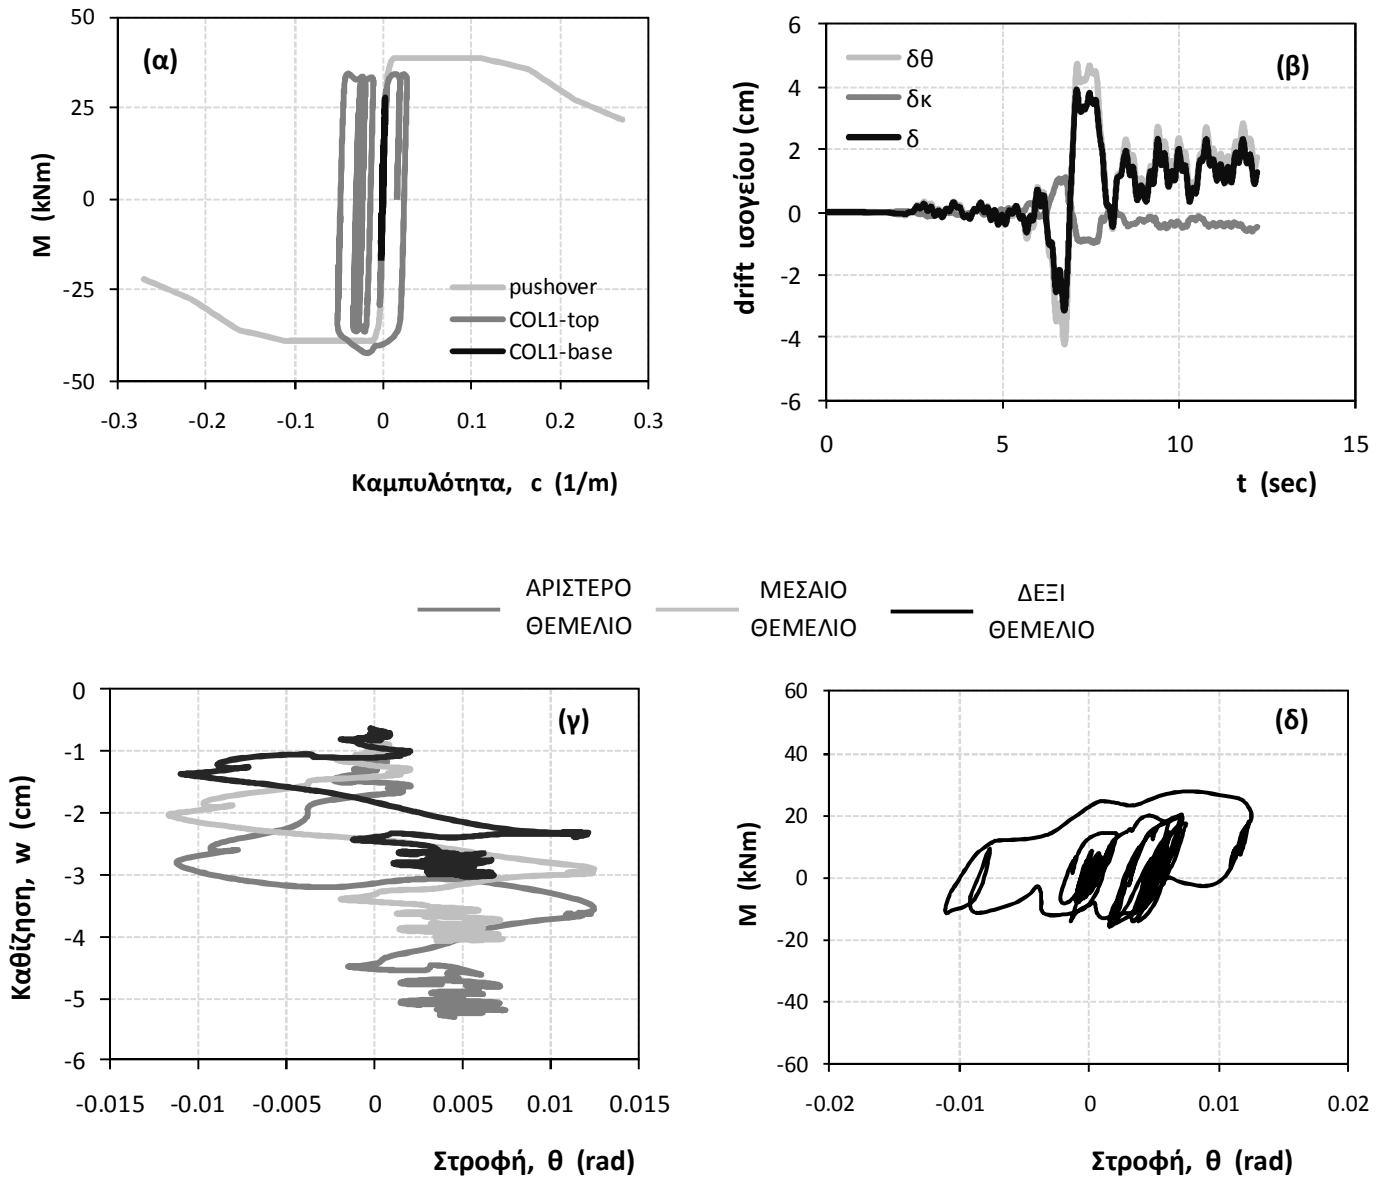 (α)
M (kNm)
50
25
0
-25
-50
pushover
COL1-top
COL1-base
-0.3 -0.2 -0.1 0 0.1 0.2 0.3
Καμπυλότητα, c (1/m)
(β)
drift ισογείου (cm)
6
4
2
0
-2
-4
-6
δθ
δκ
δ
0 5 10 15
t (sec)
ΑΡΙΣΤΕΡΟ
ΘΕΜΕΛΙΟ
ΜΕΣΑΙΟ
ΘΕΜΕΛΙΟ
ΔΕΞΙ
ΘΕΜΕΛΙΟ
(γ)
Καθίζηση, w (cm)
0
-1
-2
-3
-4
-5
-6
-0.015 -0.01 -0.005 0 0.005 0.01 0.015
Στροφή, θ (rad)
(δ)
M (kNm)
60
40
20
0
-20
-40
-60
-0.02 -0.01 0 0.01 0.02
Στροφή, θ (rad)